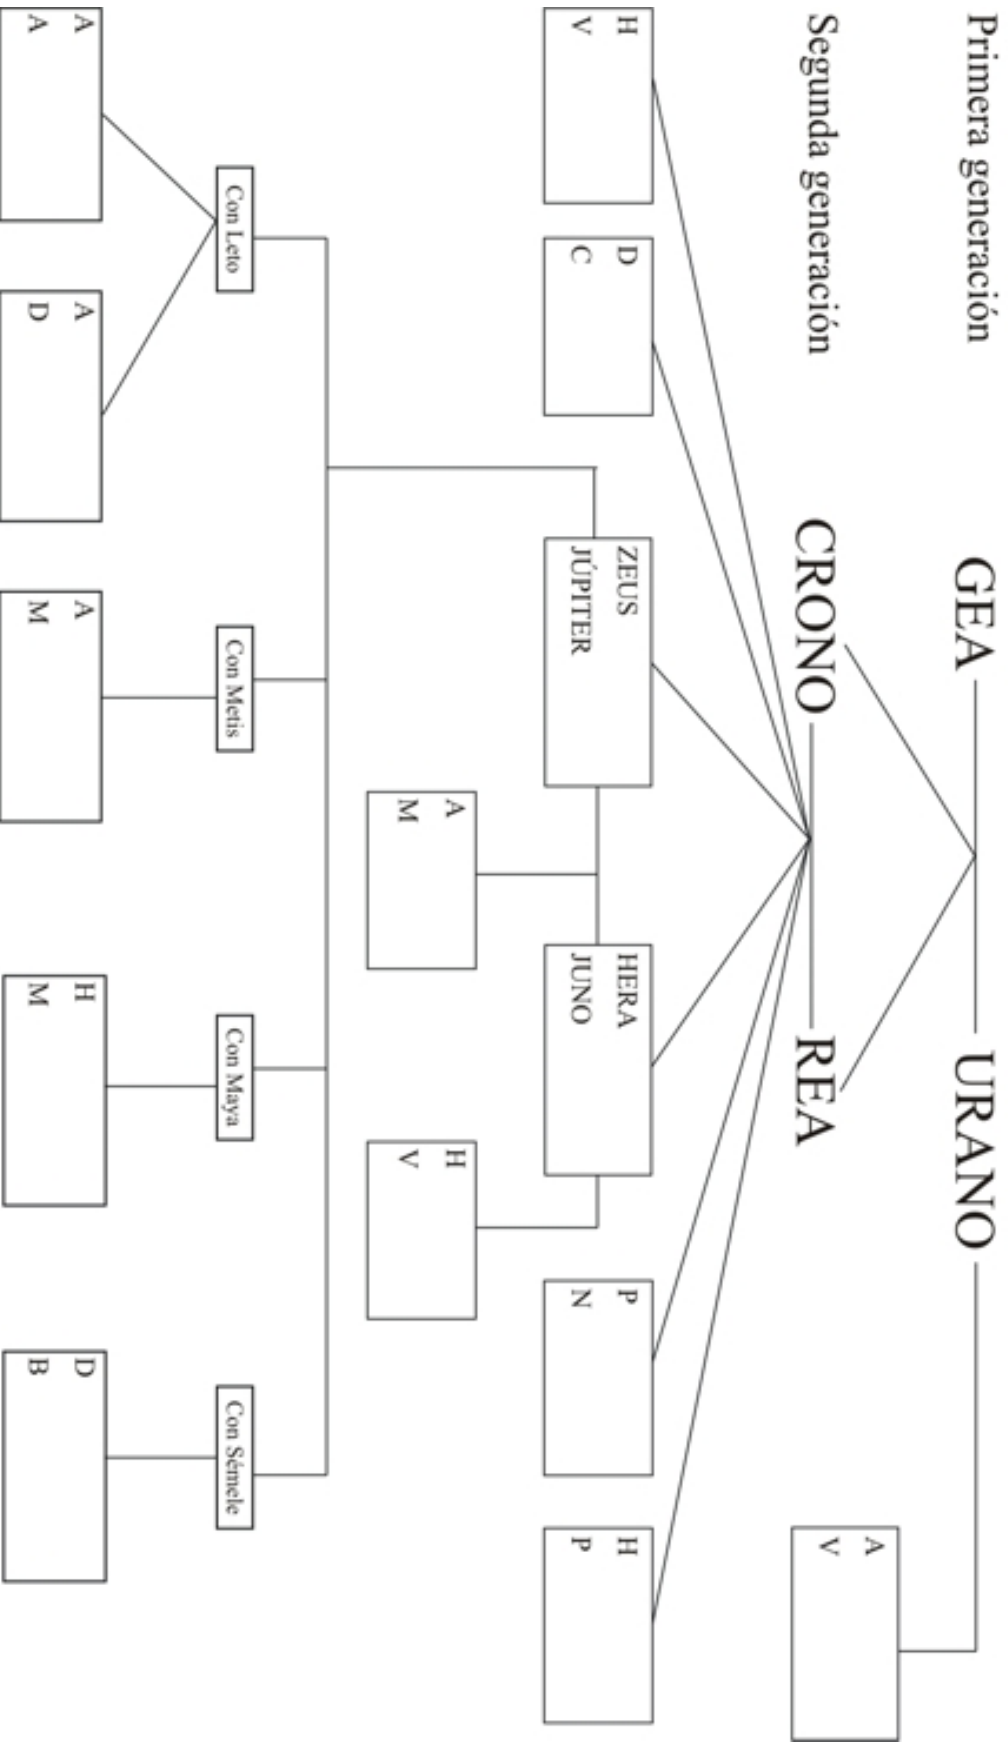 Primera generación
GEA
URANO
Segunda generación
CRONO
REA
A
V
H
V
D
C
ZEUS
JÚPITER
HERA
JUNO
P
N
H
P
A
M
H
V
Con Leto
Con Metis
Con Maya
Con Sémele
A
A
A
D
A
M
H
M
D
B